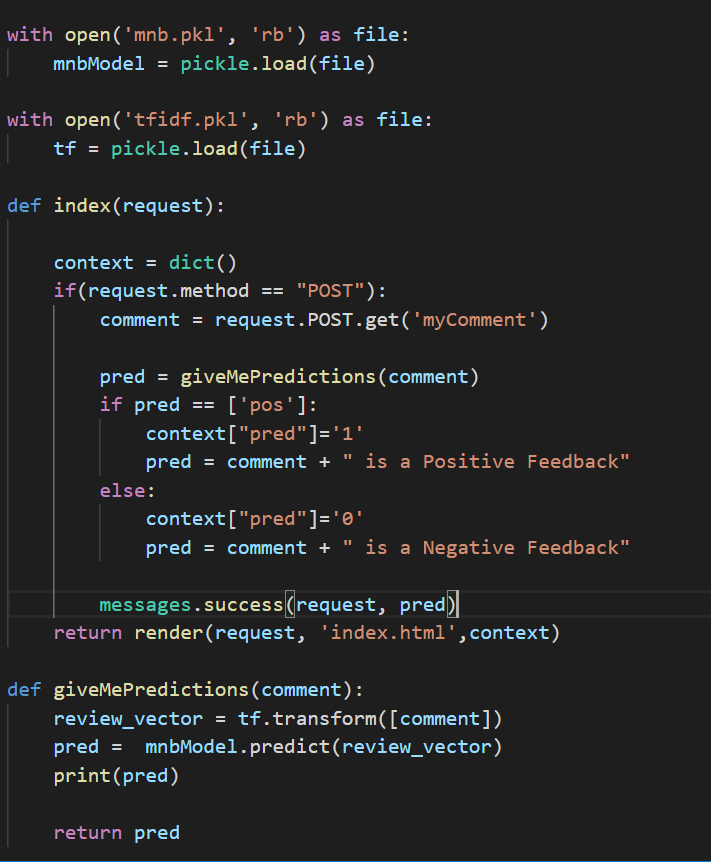 with open('mnb.pkl', 'rb') as file:
    mnbModel = pickle.load(file)

with open('tfidf.pkl', 'rb') as file:
    tf = pickle.load(file)

def index(request):

    context = dict()
    if(request.method == "POST"):
        comment = request.POST.get('myComment')

        pred = giveMePredictions(comment)
        if pred == ['pos']:
            context["pred"]='1'
            pred = comment + " is a Positive Feedback"
        else:
            context["pred"]='0'
            pred = comment + " is a Negative Feedback"

        messages.success(request, pred)
    return render(request, 'index.html',context)

def giveMePredictions(comment):
    review_vector = tf.transform([comment])
    pred =  mnbModel.predict(review_vector)
    print(pred)

    return pred